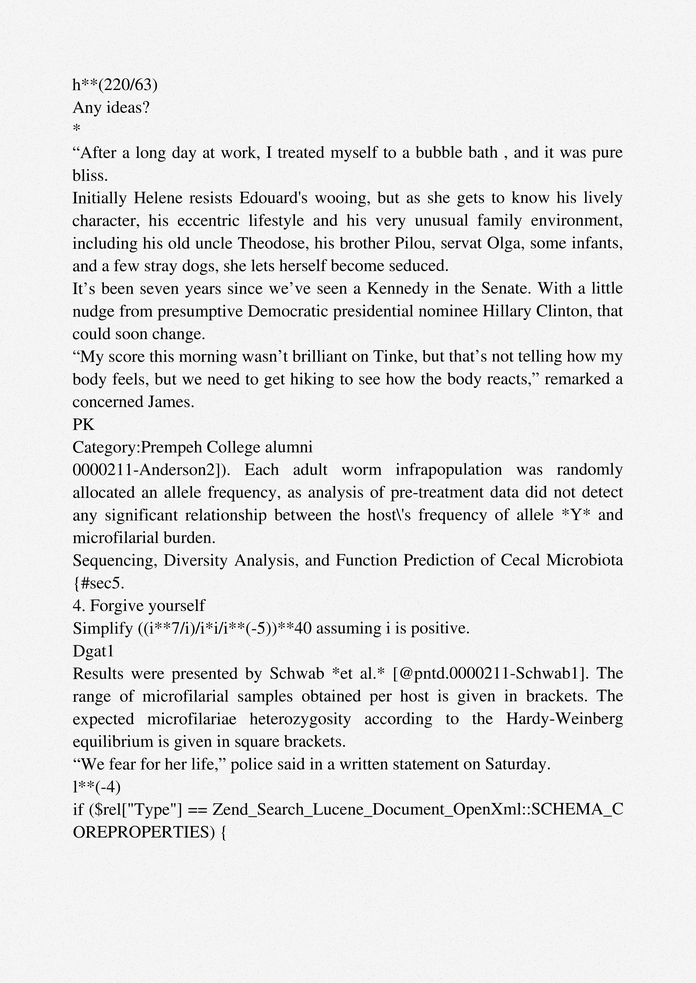 h**(220/63)
Any ideas?
*
“After a long day at work, I treated myself to a bubble bath , and it was pure
bliss.
Initially Helene resists Edouard's wooing, but as she gets to know his lively
character, his eccentric lifestyle and his very unusual family environment,
including his old uncle Theodose, his brother Pilou, servat Olga, some infants,
and a few stray dogs, she lets herself become seduced.
It’s been seven years since we’ve seen a Kennedy in the Senate. With a little
nudge from presumptive Democratic presidential nominee Hillary Clinton, that
could soon change.
“My score this morning wasn’t brilliant on Tinke, but that’s not telling how my
body feels, but we need to get hiking to see how the body reacts,” remarked a
concerned James.
PK
Category:Prempeh College alumni
0000211-Anderson2]). Each adult worm infrapopulation was randomly
allocated an allele frequency, as analysis of pre-treatment data did not detect
any significant relationship between the host\'s frequency of allele *Y* and
microfilarial burden.
Sequencing, Diversity Analysis, and Function Prediction of Cecal Microbiota
{#sec5.
4. Forgive yourself
Simplify ((i**7/i)/i*i/i**(-5))**40 assuming i is positive.
Dgat1
Results were presented by Schwab *et al.* [@pntd.0000211-Schwab1]. The
range of microfilarial samples obtained per host is given in brackets. The
expected microfilariae heterozygosity according to the Hardy-Weinberg
equilibrium is given in square brackets.
“We fear for her life,” police said in a written statement on Saturday.
l**(-4)
if ($rel["Type"] == Zend_Search_Lucene_Document_OpenXml::SCHEMA_C
OREPROPERTIES) {